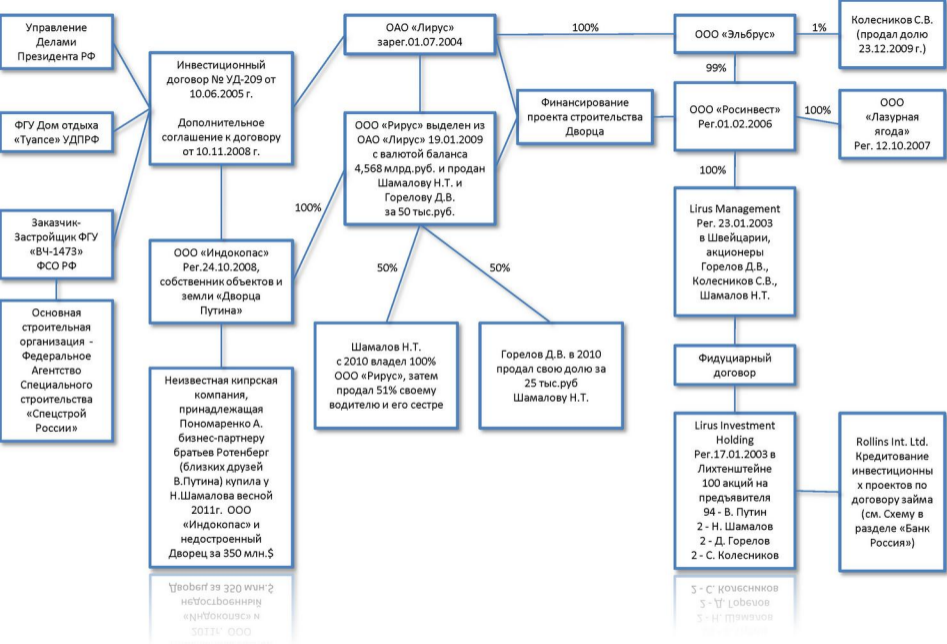 Управление
Делами
Президента РФ
ФГУ Дом отдыха
«Туапсе» УДПРФ
Заказчик-
Застройщик ФГУ
«ВЧ-1473»
ФСО РФ
Основная
строительная
организация -
Федеральное
Агентство
Специального
строительства
«Спецстрой
России»
Инвестиционный
договор № УД-209 от
10.06.2005 г.
Дополнительное
соглашение к договору
от 10.11.2008 г.
ООО «Индокопас»
Рег.24.10.2008,
собственник объектов и
земли «Дворца
Путина»
Неизвестная кипрская
компания,
принадлежащая
Пономаренко А.
бизнес-партнеру
братьев Ротенберг
(близких друзей
В.Путина) купила у
Н.Шамалова весной
2011г. ООО
«Индокопас» и
недостроенный
Дворец за 350 млн.$
100%
ОАО «Лирус»
зарег.01.07.2004
ООО «Рирус» выделен из
ОАО «Лирус» 19.01.2009
с валютой баланса
4,568 млрд.руб. и продан
Шамалову Н.Т. и
Горелову Д.В.
за 50 тыс.руб.
50%
50%
Шамалов Н.Т.
с 2010 владел 100%
ООО «Рирус», затем
продал 51% своему
водителю и его сестре
Горелов Д.В. в 2010
продал свою долю за
25 тыс.руб
Шамалову Н.Т.
100%
Финансирование
проекта строительства
Дворца
ООО «Эльбрус»
1%
Колесников С.В.
(продал долю
23.12.2009 г.)
99%
ООО «Росинвест»
Рег.01.02.2006
100%
ООО
«Лазурная
ягода»
Рег. 12.10.2007
100%
Lirus Management
Рег. 23.01.2003
в Швейцарии,
акционеры
Горелов Д.В.,
Колесников С.В.,
Шамалов Н.Т.
Фидуциарный
договор
Lirus Investment
Holding
Рег.17.01.2003 в
Лихтенштейне
100 акций на
предъявителя
94 - В. Путин
2 - Н. Шамалов
2 - Д. Горелов
2 - С. Колесников
Rollins Int. Ltd.
Кредитование
инвестиционны
х проектов по
договору займа
(см. Схему в
разделе «Банк
Россия»)